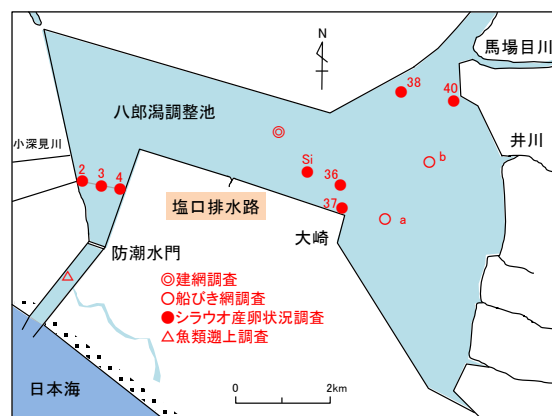 N
馬場目川
38
40
八郎潟調整池
井川
小深見川
b
Si
36
2
3
4
37
塩口排水路
a
大崎
防潮水門
◎建網調査
○船びき網調査
●シラウオ産卵状況調査
△魚類遡上調査
日本海
0
2km